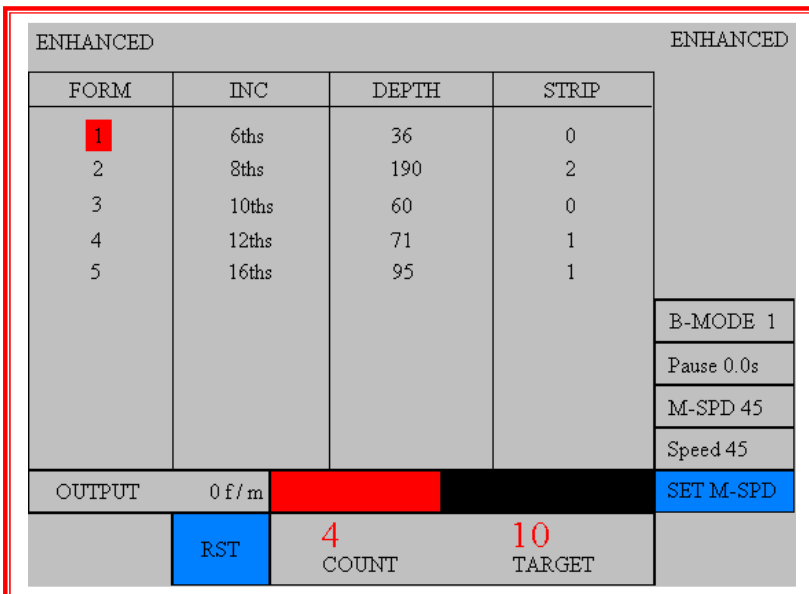 ENHANCED ENHANCED
FORM INC DEPTH STRIP
1 6ths 36 0
2 8ths 190 2
3 10ths 60 0
4 12ths 71 1
5 16ths 95 1
B-MODE 1
Pause 0.0s
M-SPD 45
Speed 45
OUTPUT 0 f/m SET M-SPD
RST 4 COUNT 10 TARGET